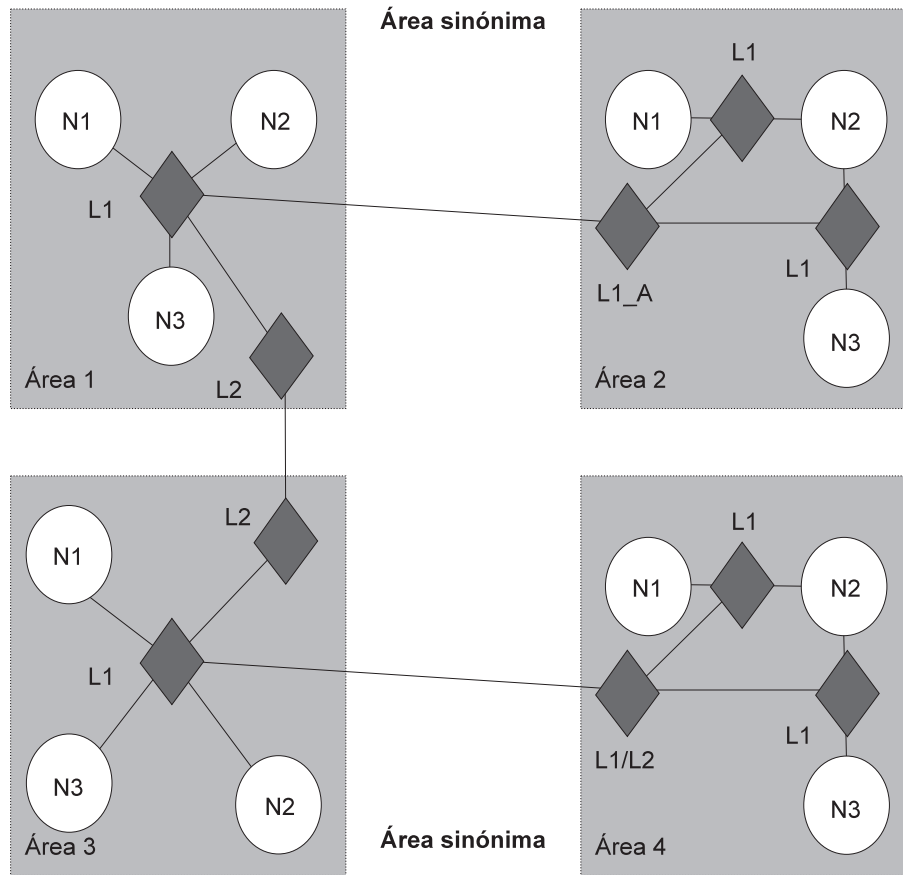 Área sinónima
N1
N2
L1
N3
L2
Área 1
L1
N1
N2
L1_A
L1
N3
Área 2
L2
N1
L1
N3
N2
Área 3
L1
N1
N2
L1/L2
L1
N3
Área 4
Área sinónima